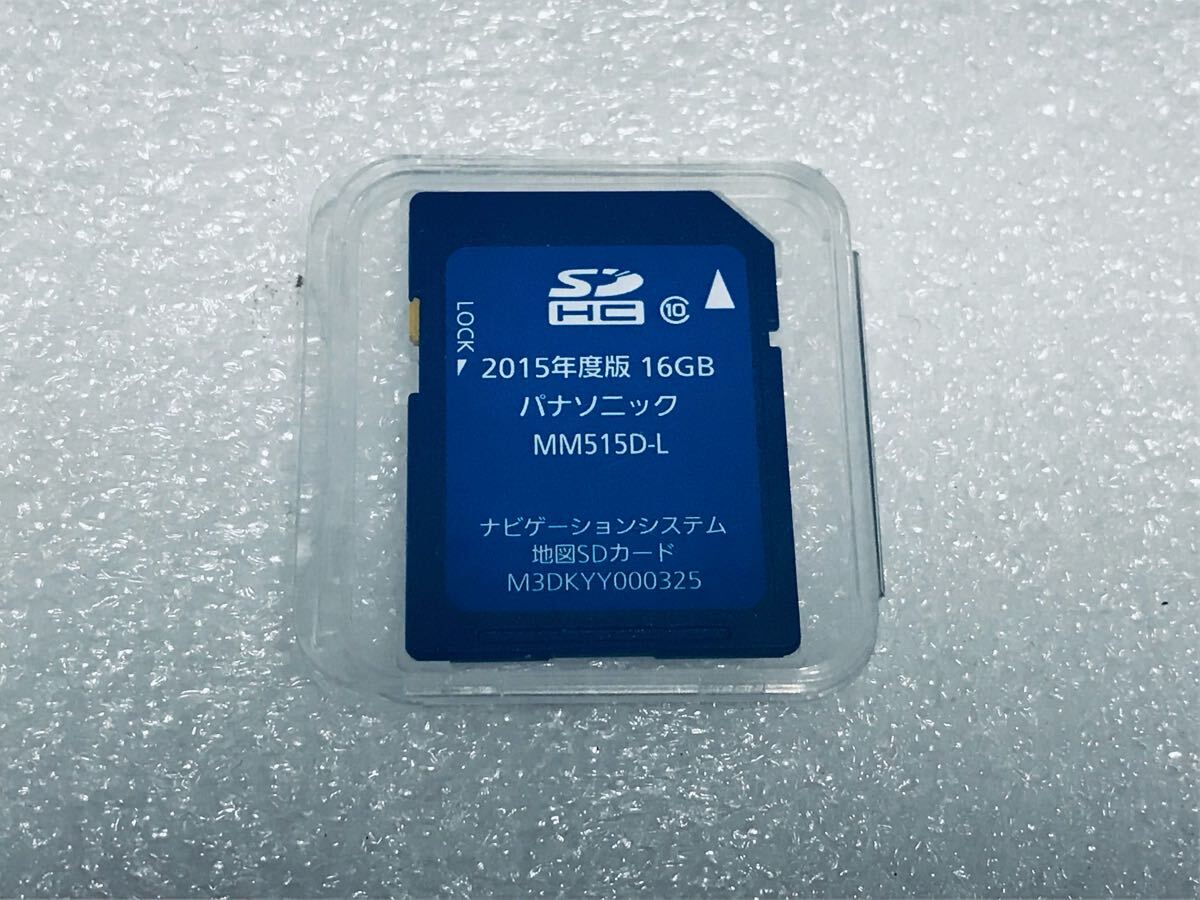 SD
HC 10
LOCK
2015年度版 16GB
パナソニック
MM515D-L
ナビゲーションシステム
地図SDカード
M3DKYY000325